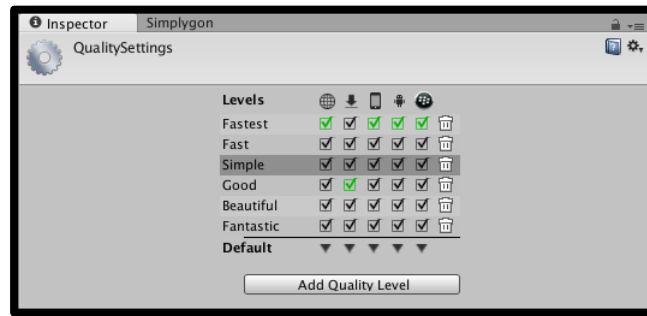 Inspector Simplygon
QualitySettings
Levels
Fastest
Fast
Simple
Good
Beautiful
Fantastic
Default
Add Quality Level